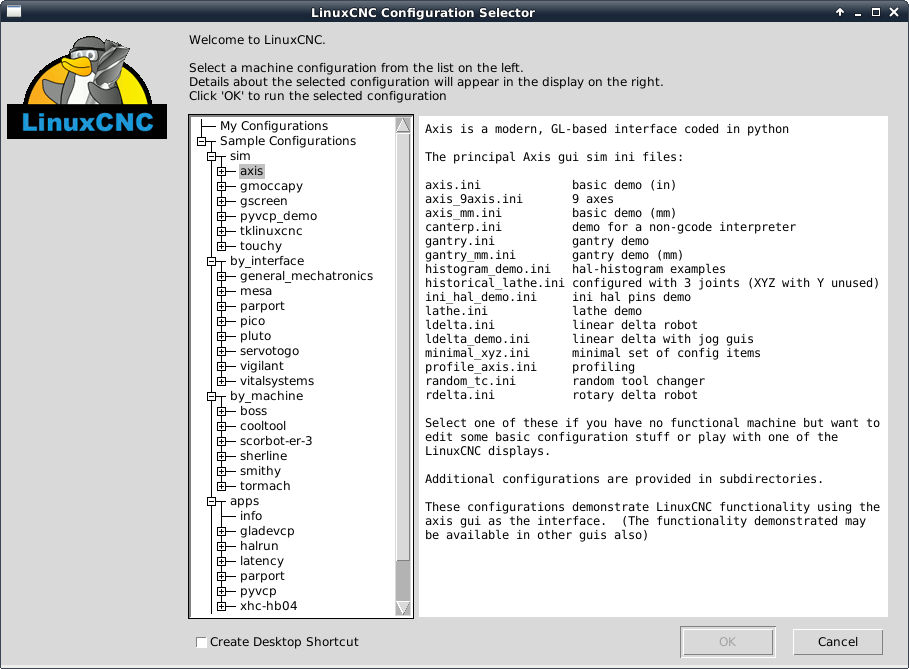 LinuxCNC Configuration Selector
LinuxCNC
Welcome to LinuxCNC.
Select a machine configuration from the list on the left.
Details about the selected configuration will appear in the display on the right.
Click 'OK' to run the selected configuration
My Configurations
Sample Configurations
sim
axis
gmoccapy
gscreen
pyvcp_demo
tklinuxcnc
touchy
by_interface
general_mechatronics
mesa
parport
pico
pluto
servotogo
vigilant
vitalsystems
by_machine
boss
cooltool
scorbot-er-3
sherline
smithy
tormach
apps
info
gladevcp
halrun
latency
parport
pyvcp
xhc-hb04
Axis is a modern, GL-based interface coded in python
The principal Axis gui sim ini files:
axis.ini basic demo (in)
axis_9axis.ini 9 axes
axis_mm.ini basic demo (mm)
canterp.ini demo for a non-gcode interpreter
gantry.ini gantry demo
gantry_mm.ini gantry demo (mm)
histogram_demo.ini hal-histogram examples
historical_lathe.ini configured with 3 joints (XYZ with Y unused)
ini_hal_demo.ini ini hal pins demo
lathe.ini lathe demo
ldelta.ini linear delta robot
ldelta_demo.ini linear delta with jog guis
minimal_xyz.ini minimal set of config items
profile_axis.ini profiling
random_tc.ini random tool changer
rdelta.ini rotary delta robot
Select one of these if you have no functional machine but want to
edit some basic configuration stuff or play with one of the
LinuxCNC displays.
Additional configurations are provided in subdirectories.
These configurations demonstrate LinuxCNC functionality using the
axis gui as the interface. (The functionality demonstrated may
be available in other guis also)
Create Desktop Shortcut
OK
Cancel